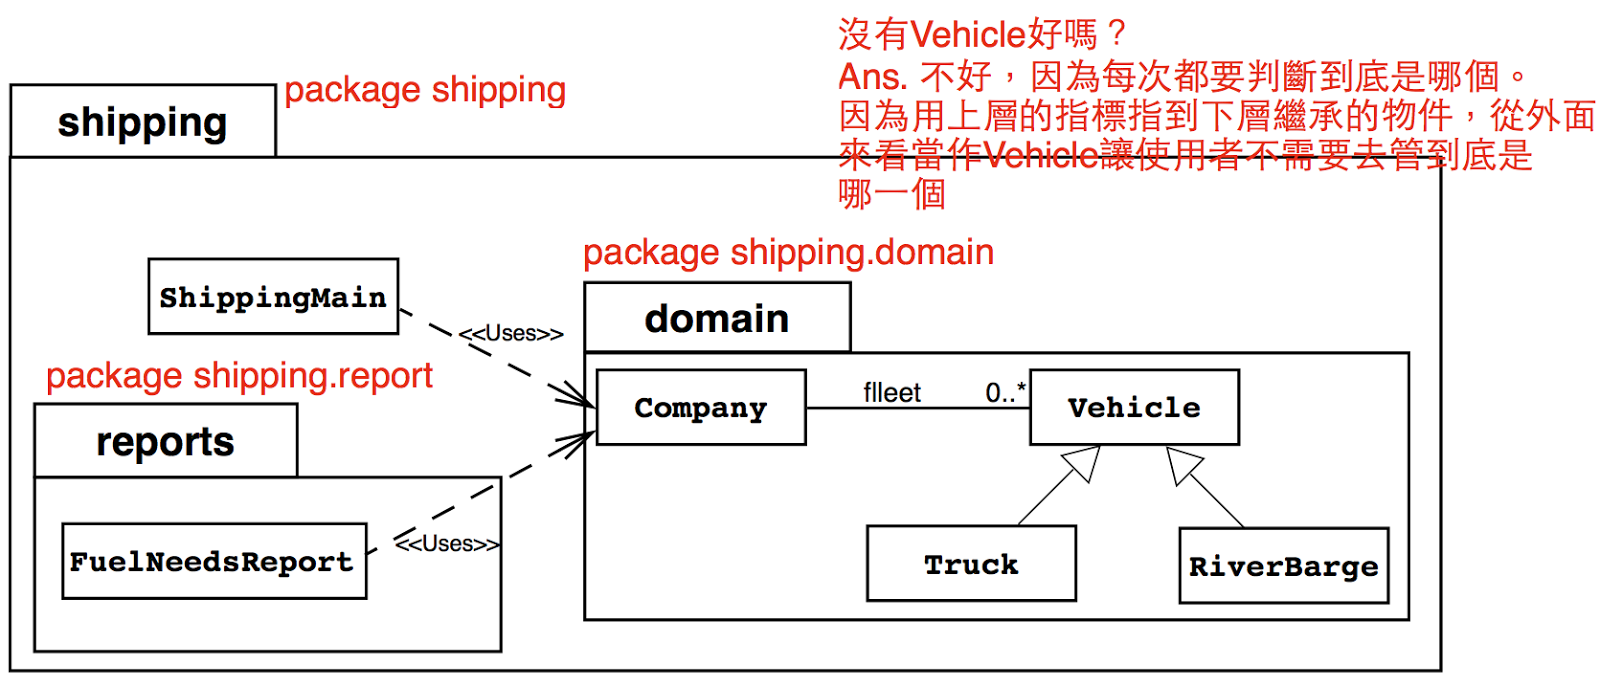 沒有Vehicle好嗎？
Ans. 不好，因為每次都要判斷到底是哪個。
因為用上層的指標指到下層繼承的物件，從外面
來看當作Vehicle讓使用者不需要去管到底是
哪一個
package shipping
shipping
package shipping.domain
domain
ShippingMain
<<Uses>>
package shipping.report
reports
Company
flleet
0..*
Vehicle
FuelNeedsReport
<<Uses>>
Truck
RiverBarge